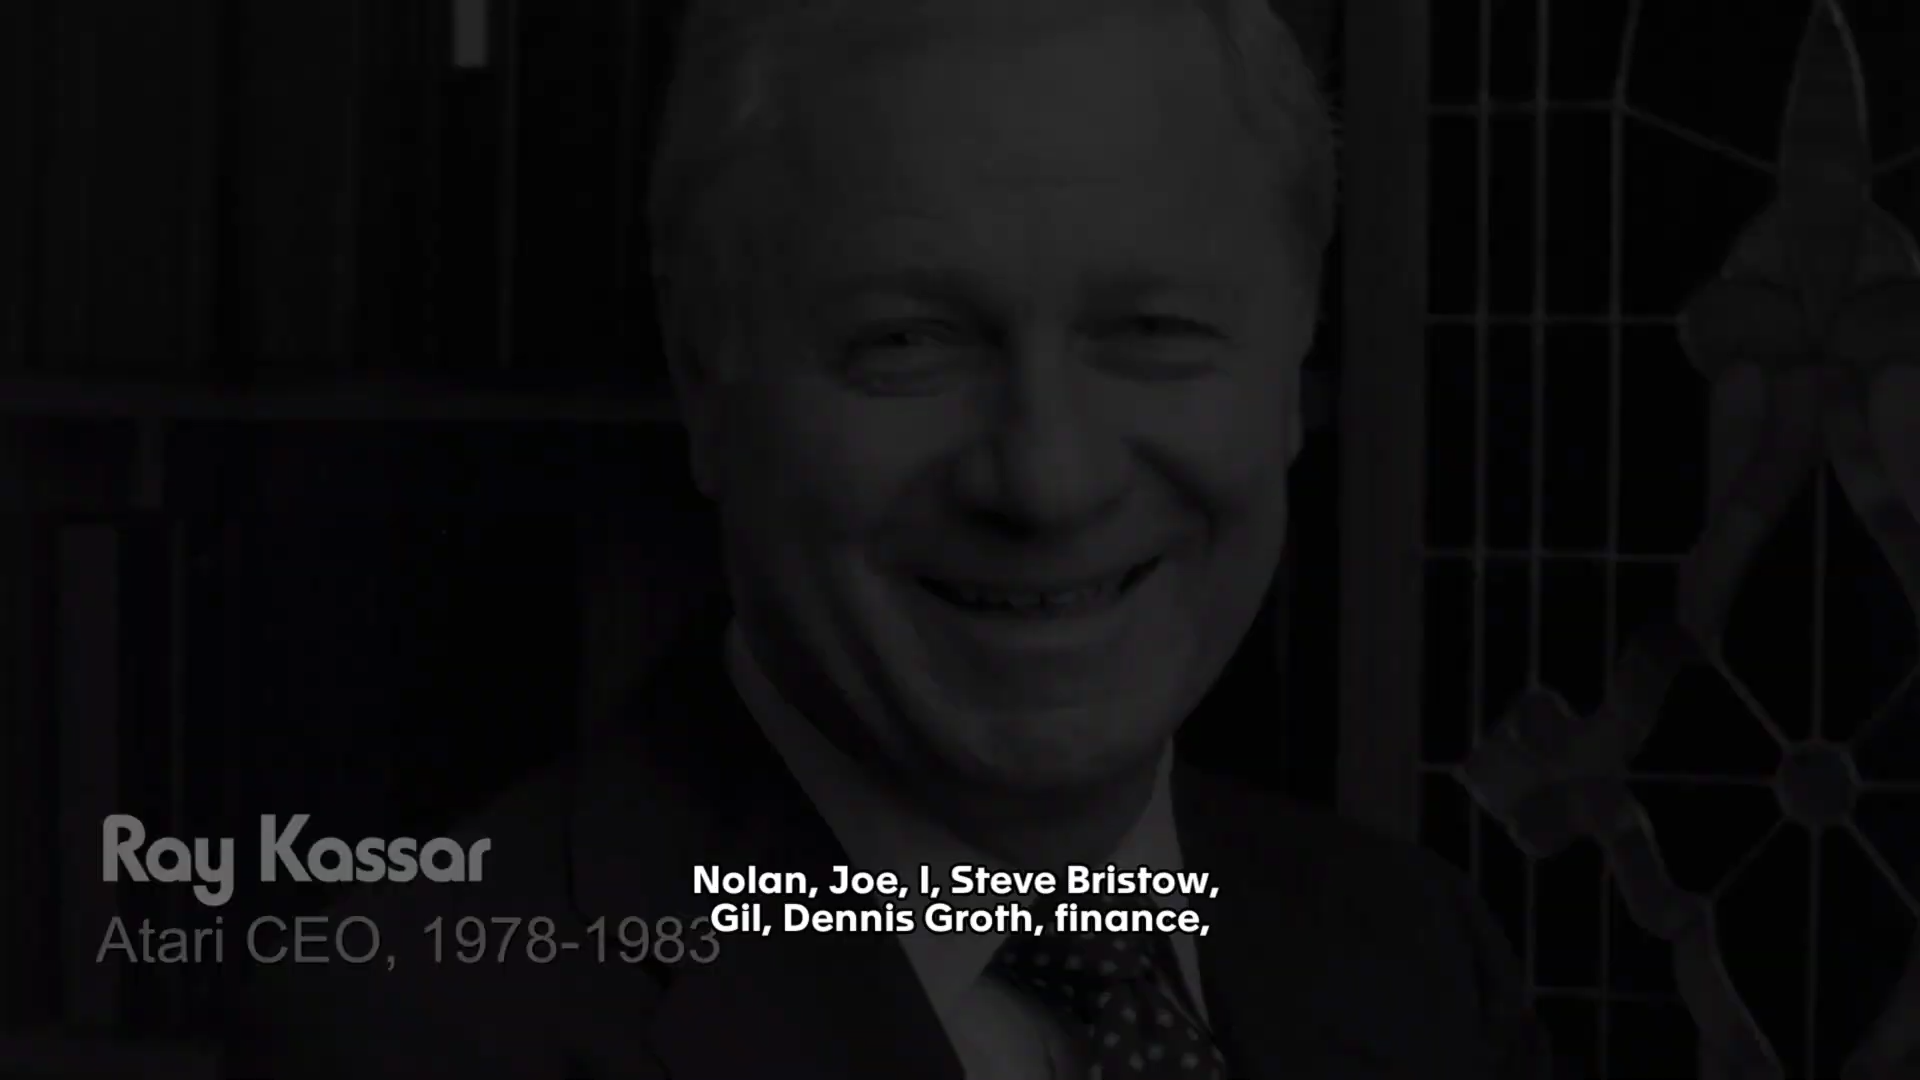 Ray Kassar
Atari CEO, 1978-1983
Nolan, Joe, I, Steve Bristow,
Gil, Dennis Groth, finance,